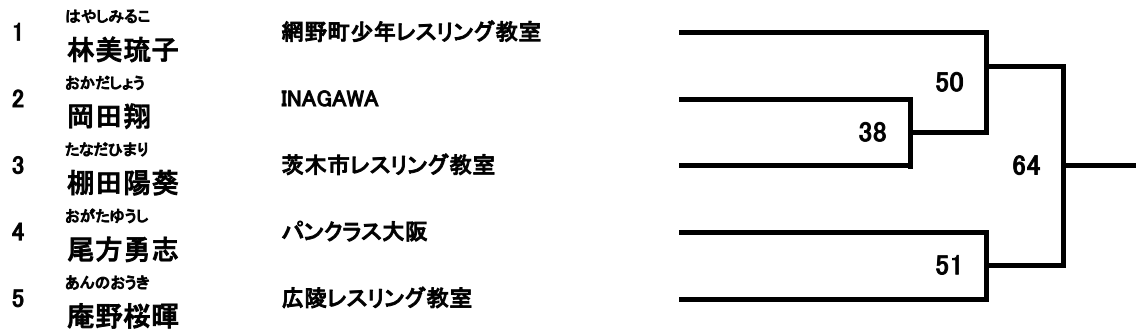 はやしみるこ
1 林美琉子 網野町少年レスリング教室
おかだしょう
2 岡田翔 INAGAWA
50
38
たなだひまり
3 棚田陽葵 茨木市レスリング教室
64
おがたゆうし
4 尾方勇志 パンクラス大阪
51
あんのおうき
5 庵野桜暉 広陵レスリング教室